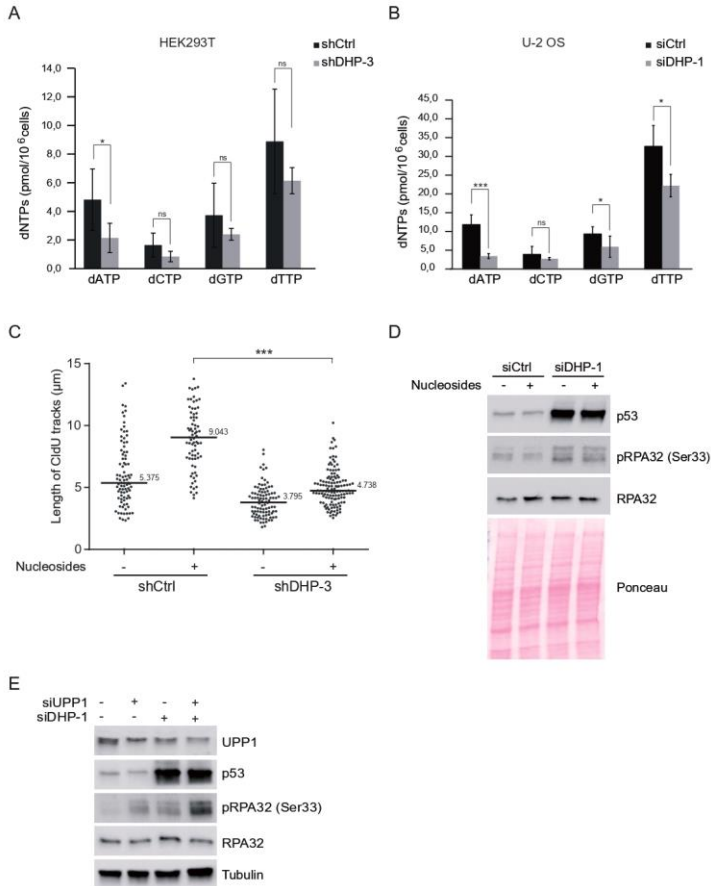 A
HEK293T
shCtrl
shDHP-3
dNTPs (pmol/10 6cells)
14,0
12,0
10,0
8,0
6,0
4,0
2,0
0,0
*
ns
ns
ns
dATP dCTP dGTP dTTP
B
U-2 OS
siCtrl
siDHP-1
dNTPs (pmol/10 6cells)
45,0
40,0
35,0
30,0
25,0
20,0
15,0
10,0
5,0
0,0
***
ns
*
*
dATP dCTP dGTP dTTP
C
Length of CldU tracks (µm)
15
10
5
0
***
5.375
9.043
3.795
4.738
Nucleosides - + - +
shCtrl shDHP-3
D
siCtrl siDHP-1
Nucleosides - + - +
p53
pRPA32 (Ser33)
RPA32
Ponceau
E
siUPP1 - + - +
siDHP-1 - - + +
UPP1
p53
pRPA32 (Ser33)
RPA32
Tubulin